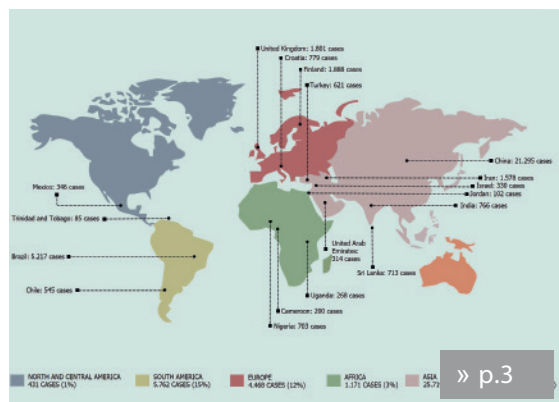 United Kingdom: 1.801 cases
Croatia: 779 cases
Finland: 1.888 cases
Turkey: 621 cases
China: 21.295 cases
Iran: 1.578 cases
Israel: 330 cases
Jordan: 102 cases
India: 766 cases
Mexico: 346 cases
Trinidad and Tobago: 85 cases
Brazil: 5.217 cases
Chile: 545 cases
United Arab
Emirates:
314 cases
Sri Lanka: 713 cases
Uganda: 268 cases
Cameroon: 200 cases
Nigeria: 703 cases
NORTH AND CENTRAL AMERICA
431 CASES (1%)
SOUTH AMERICA
5.762 CASES (15%)
EUROPE
4.468 CASES (12%)
AFRICA
1.171 CASES (3%)
ASIA
» p.3